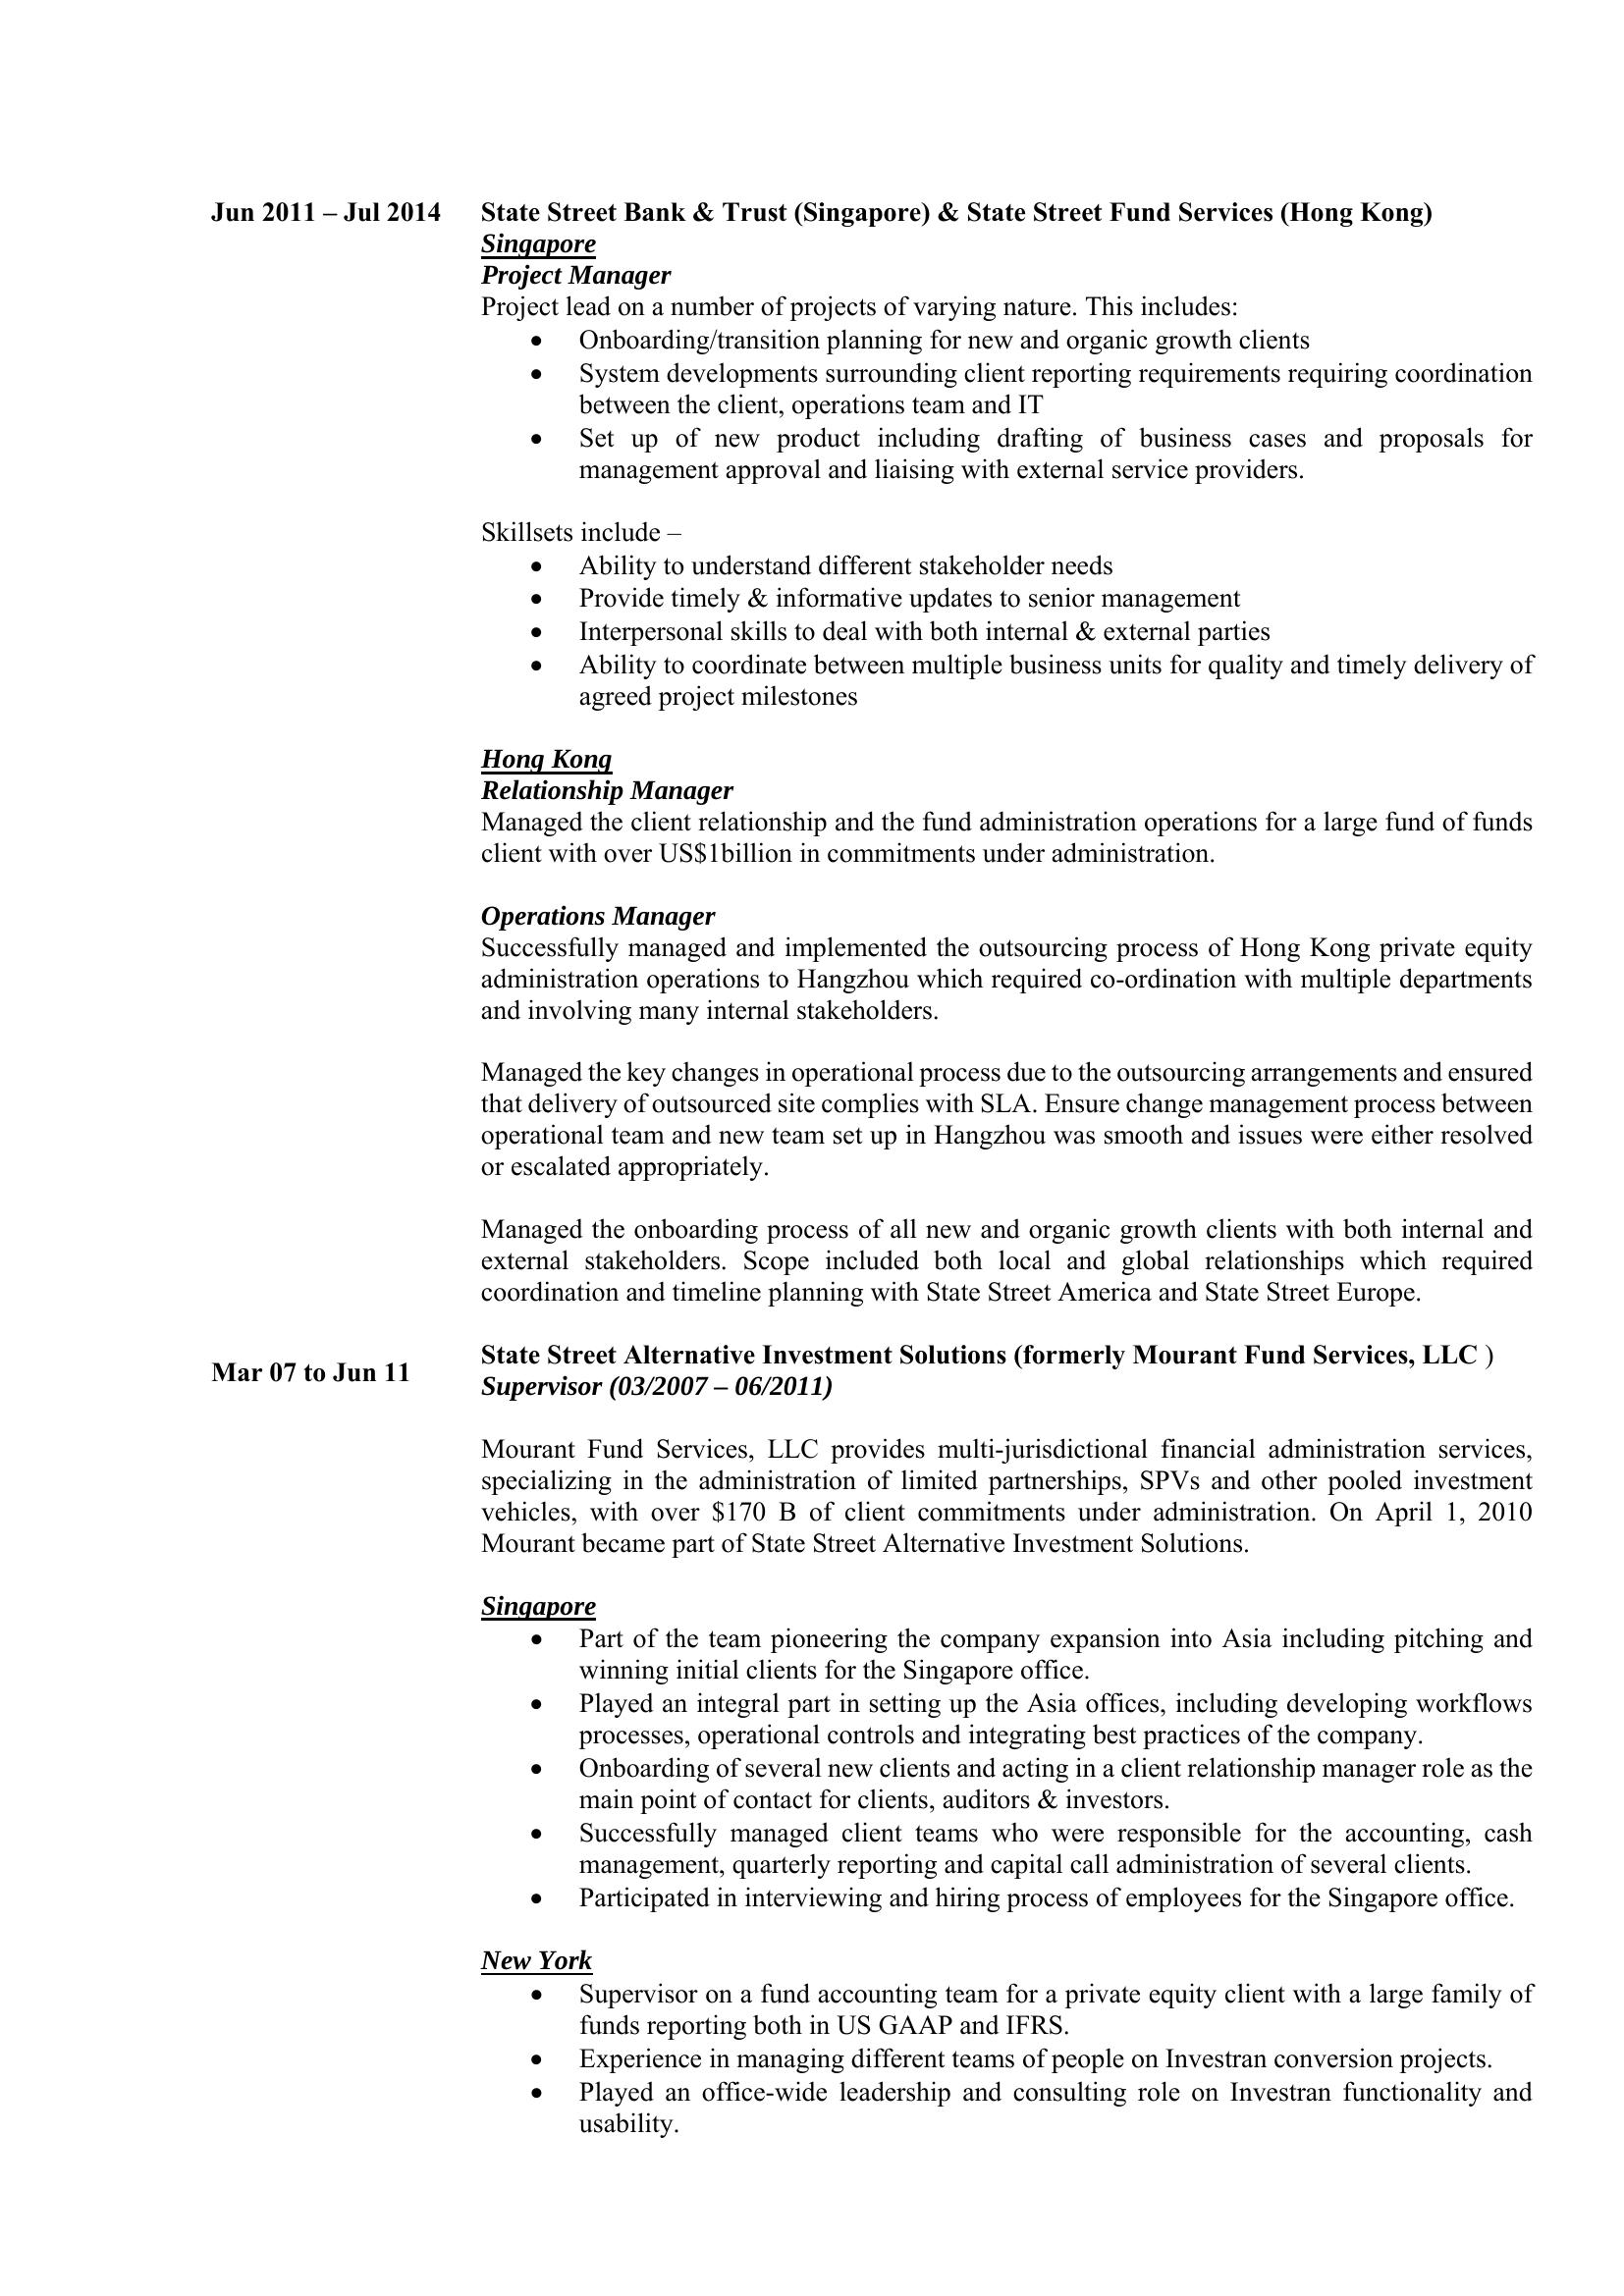 Jun 2011 – Jul 2014 State Street Bank & Trust (Singapore) & State Street Fund Services (Hong Kong)
Singapore
Project Manager
Project lead on a number of projects of varying nature. This includes:
• Onboarding/transition planning for new and organic growth clients
• System developments surrounding client reporting requirements requiring coordination
between the client, operations team and IT
• Set up of new product including drafting of business cases and proposals for
management approval and liaising with external service providers.
Skillsets include –
• Ability to understand different stakeholder needs
• Provide timely & informative updates to senior management
• Interpersonal skills to deal with both internal & external parties
• Ability to coordinate between multiple business units for quality and timely delivery of
agreed project milestones
Hong Kong
Relationship Manager
Managed the client relationship and the fund administration operations for a large fund of funds
client with over US$1billion in commitments under administration.
Operations Manager
Successfully managed and implemented the outsourcing process of Hong Kong private equity
administration operations to Hangzhou which required co-ordination with multiple departments
and involving many internal stakeholders.
Managed the key changes in operational process due to the outsourcing arrangements and ensured
that delivery of outsourced site complies with SLA. Ensure change management process between
operational team and new team set up in Hangzhou was smooth and issues were either resolved
or escalated appropriately.
Managed the onboarding process of all new and organic growth clients with both internal and
external stakeholders. Scope included both local and global relationships which required
coordination and timeline planning with State Street America and State Street Europe.
State Street Alternative Investment Solutions (formerly Mourant Fund Services, LLC )
Mar 07 to Jun 11
Supervisor (03/2007 – 06/2011)
Mourant Fund Services, LLC provides multi-jurisdictional financial administration services,
specializing in the administration of limited partnerships, SPVs and other pooled investment
vehicles, with over $170 B of client commitments under administration. On April 1, 2010
Mourant became part of State Street Alternative Investment Solutions.
Singapore
• Part of the team pioneering the company expansion into Asia including pitching and
winning initial clients for the Singapore office.
• Played an integral part in setting up the Asia offices, including developing workflows
processes, operational controls and integrating best practices of the company.
• Onboarding of several new clients and acting in a client relationship manager role as the
main point of contact for clients, auditors & investors.
• Successfully managed client teams who were responsible for the accounting, cash
management, quarterly reporting and capital call administration of several clients.
• Participated in interviewing and hiring process of employees for the Singapore office.
New York
• Supervisor on a fund accounting team for a private equity client with a large family of
funds reporting both in US GAAP and IFRS.
• Experience in managing different teams of people on Investran conversion projects.
• Played an office-wide leadership and consulting role on Investran functionality and
usability.